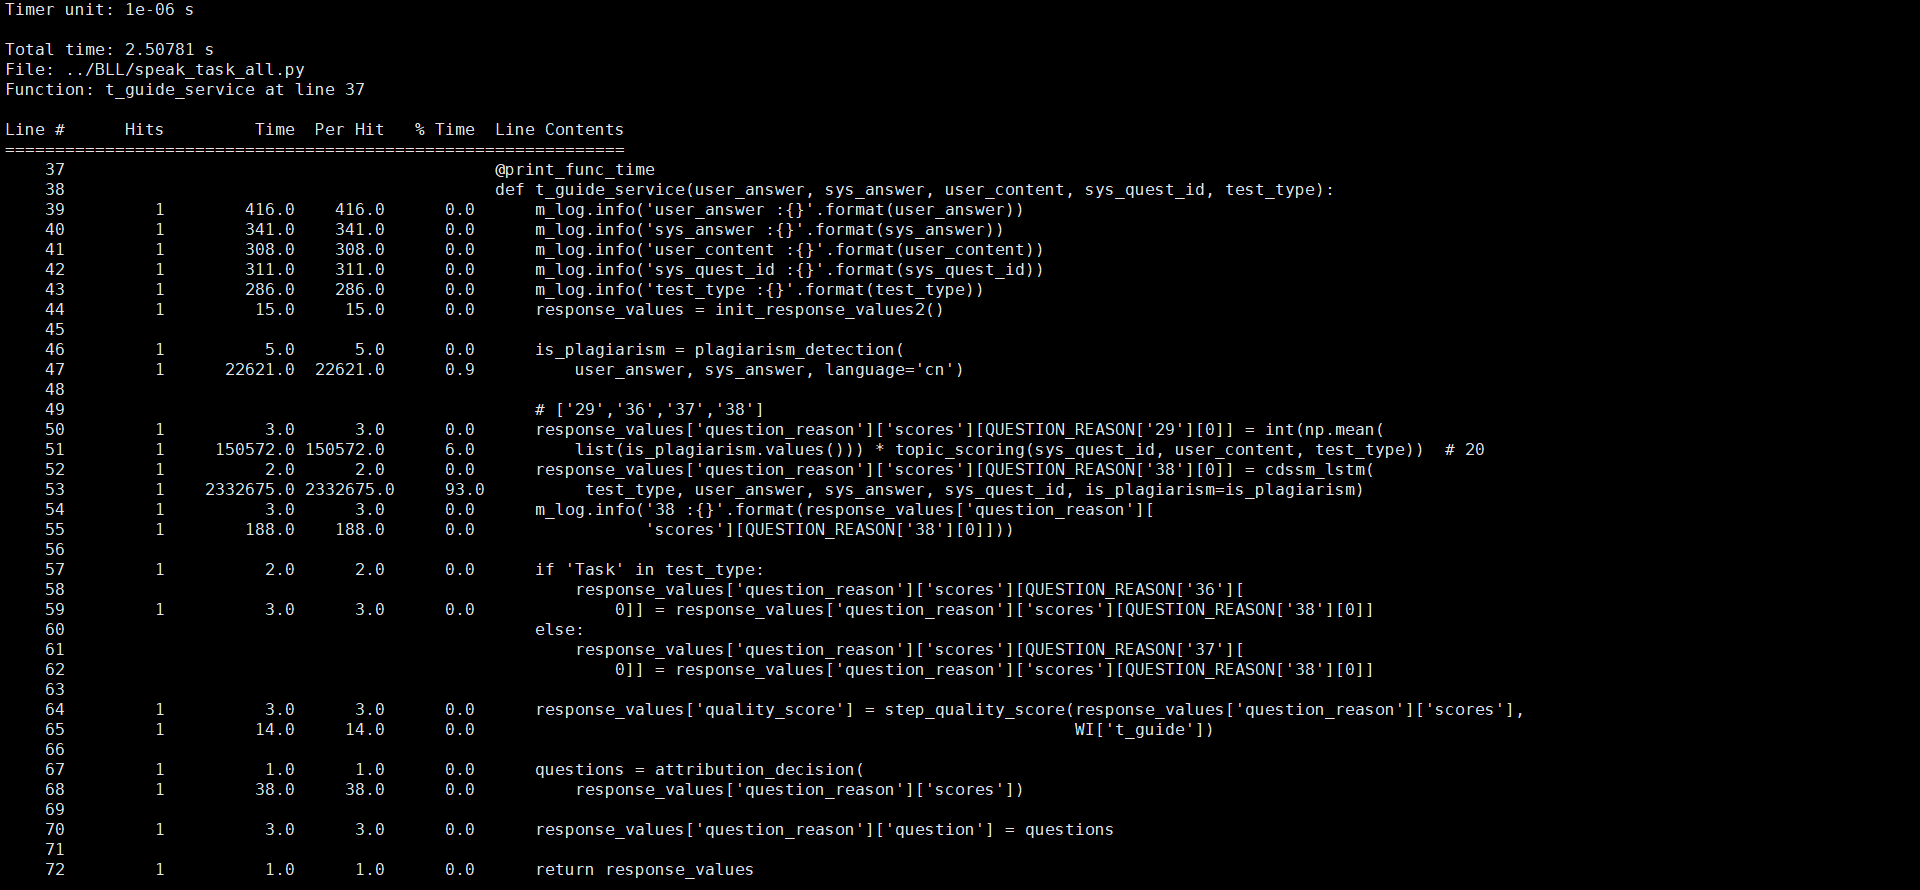 Timer unit: 1e-06 s

Total time: 2.50781 s
File: ../BLL/speak_task_all.py
Function: t_guide_service at line 37

Line #      Hits         Time  Per Hit   % Time  Line Contents
==============================================================
    37                                           @print_func_time
    38                                           def t_guide_service(user_answer, sys_answer, user_content, sys_quest_id, test_type):
    39         1        416.0    416.0      0.0      m_log.info('user_answer :{}'.format(user_answer))
    40         1        341.0    341.0      0.0      m_log.info('sys_answer :{}'.format(sys_answer))
    41         1        308.0    308.0      0.0      m_log.info('user_content :{}'.format(user_content))
    42         1        311.0    311.0      0.0      m_log.info('sys_quest_id :{}'.format(sys_quest_id))
    43         1        286.0    286.0      0.0      m_log.info('test_type :{}'.format(test_type))
    44         1         15.0     15.0      0.0      response_values = init_response_values2()
    45
    46         1          5.0      5.0      0.0      is_plagiarism = plagiarism_detection(
    47         1      22621.0  22621.0      0.9          user_answer, sys_answer, language='cn')
    48
    49                                               # ['29','36','37','38']
    50         1          3.0      3.0      0.0      response_values['question_reason']['scores'][QUESTION_REASON['29'][0]] = int(np.mean(
    51         1     150572.0 150572.0      6.0          list(is_plagiarism.values())) * topic_scoring(sys_quest_id, user_content, test_type))  # 20
    52         1          2.0      2.0      0.0      response_values['question_reason']['scores'][QUESTION_REASON['38'][0]] = cdssm_lstm(
    53         1    2332675.0 2332675.0     93.0          test_type, user_answer, sys_answer, sys_quest_id, is_plagiarism=is_plagiarism)
    54         1          3.0      3.0      0.0      m_log.info('38 :{}'.format(response_values['question_reason'][
    55         1        188.0    188.0      0.0                 'scores'][QUESTION_REASON['38'][0]]))
    56
    57         1          2.0      2.0      0.0      if 'Task' in test_type:
    58                                                   response_values['question_reason']['scores'][QUESTION_REASON['36'][
    59         1          3.0      3.0      0.0              0]] = response_values['question_reason']['scores'][QUESTION_REASON['38'][0]]
    60                                               else:
    61                                                   response_values['question_reason']['scores'][QUESTION_REASON['37'][
    62                                                       0]] = response_values['question_reason']['scores'][QUESTION_REASON['38'][0]]
    63
    64         1          3.0      3.0      0.0      response_values['quality_score'] = step_quality_score(response_values['question_reason']['scores'],
    65         1         14.0     14.0      0.0                                                            WI['t_guide'])
    66
    67         1          1.0      1.0      0.0      questions = attribution_decision(
    68         1         38.0     38.0      0.0          response_values['question_reason']['scores'])
    69
    70         1          3.0      3.0      0.0      response_values['question_reason']['question'] = questions
    71
    72         1          1.0      1.0      0.0      return response_values